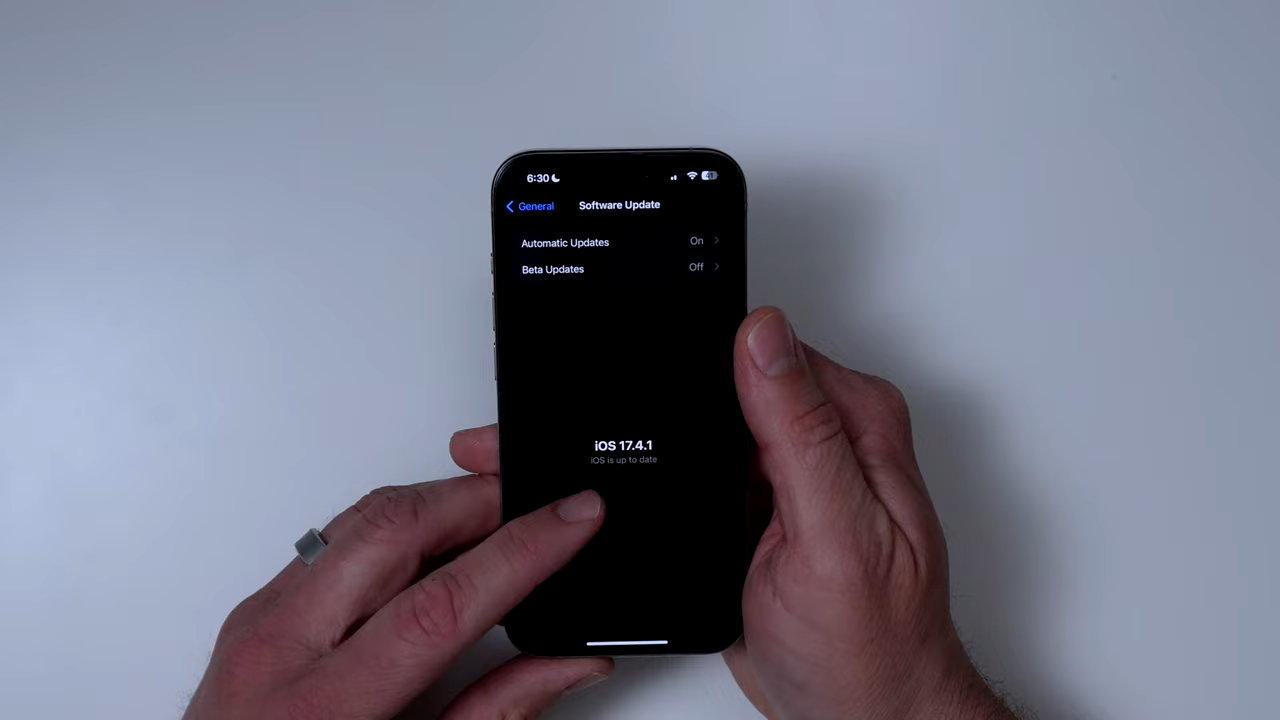 6:30
41
General
Software Update
Automatic Updates On
Beta Updates Off
iOS 17.4.1
iOS is up to date